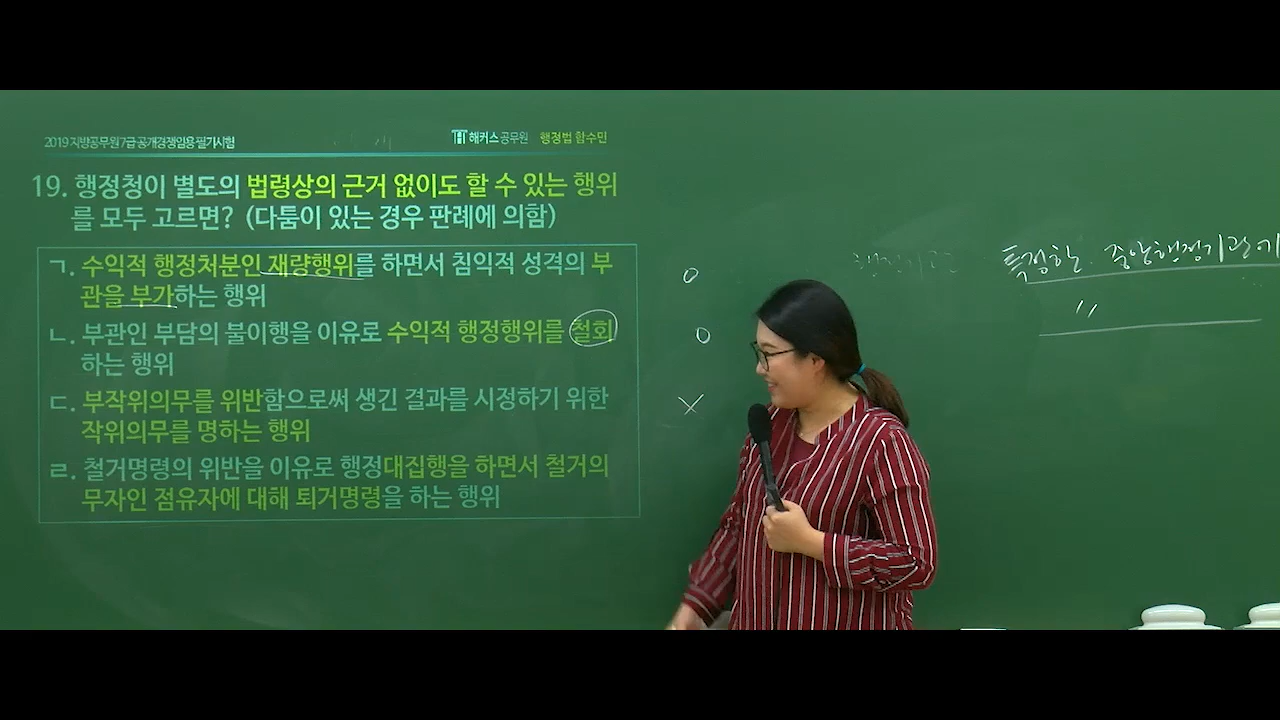 2019 지방공무원 7급 공개경쟁임용 필기시험
해커스공무원 행정법 함수민
19. 행정청이 별도의 법령상의 근거 없이도 할 수 있는 행위
를 모두 고르면? (다툼이 있는 경우 판례에 의함)
ㄱ. 수익적 행정처분인 재량행위를 하면서 침익적 성격의 부
관을 부가하는 행위
ㄴ. 부관인 부담의 불이행을 이유로 수익적 행정행위를 철회
하는 행위
ㄷ. 부작위의무를 위반함으로써 생긴 결과를 시정하기 위한
작위의무를 명하는 행위
ㄹ. 철거명령의 위반을 이유로 행정대집행을 하면서 철거의
무자인 점유자에 대해 퇴거명령을 하는 행위
O
O
X
특정한 중앙행정기관에
"